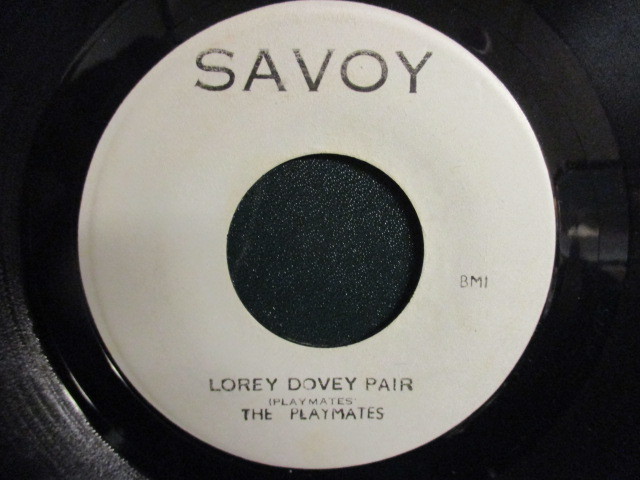 SAVOY
BMI
LOREY DOVEY PAIR
(PLAYMATES)
THE PLAYMATES